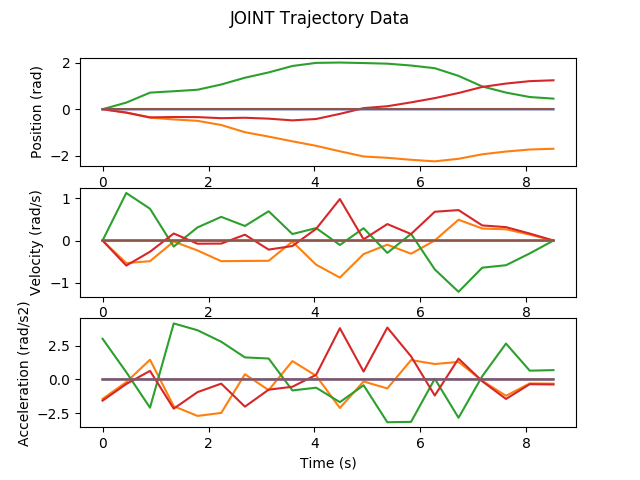 JOINT Trajectory Data
Position (rad)
2
0
−2
0 2 4 6 8
Velocity (rad/s)
1
0
−1
0 2 4 6 8
Acceleration (rad/s2)
2.5
0.0
−2.5
0 2 4 6 8
Time (s)